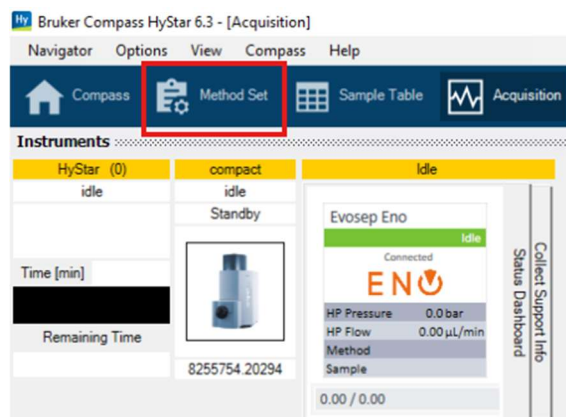 Hy Bruker Compass HyStar 6.3 - [Acquisition]
Navigator Options View Compass Help
Compass Method Set Sample Table Acquisition
Instruments
HyStar (0) compact Idle
idle idle
Standby
Time [min]
Remaining Time
8255754.20294
Evosep Eno
Idle
Connected
ENO
HP Pressure 0.0 bar
HP Flow 0.00 µL/min
Method
Sample
0.00 / 0.00
Status Dashboard
Collect Support Info